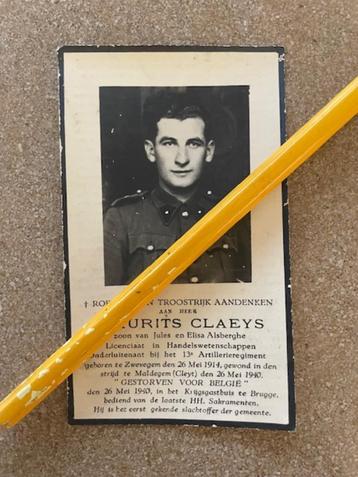 † RO EN TROOSTRIJK AANDENKEN
AAN HEER
URITS CLAEYS
zoon van Jules en Elisa Alsberghe
Licenciaat in Handelswetenschappen
Onderluitenant bij het 13e Artillerieregiment
geboren te Zwevegem den 26 Mei 1914, gewond in den
strijd te Maldegem (Cleyt) den 26 Mei 1940.
"GESTORVEN VOOR BELGIË"
den 26 Mei 1940, in het Krijgsgasthuis te Brugge,
bediend van de laatste HH. Sakramenten.
Hij is het eerst gekende slachtoffer der gemeente.